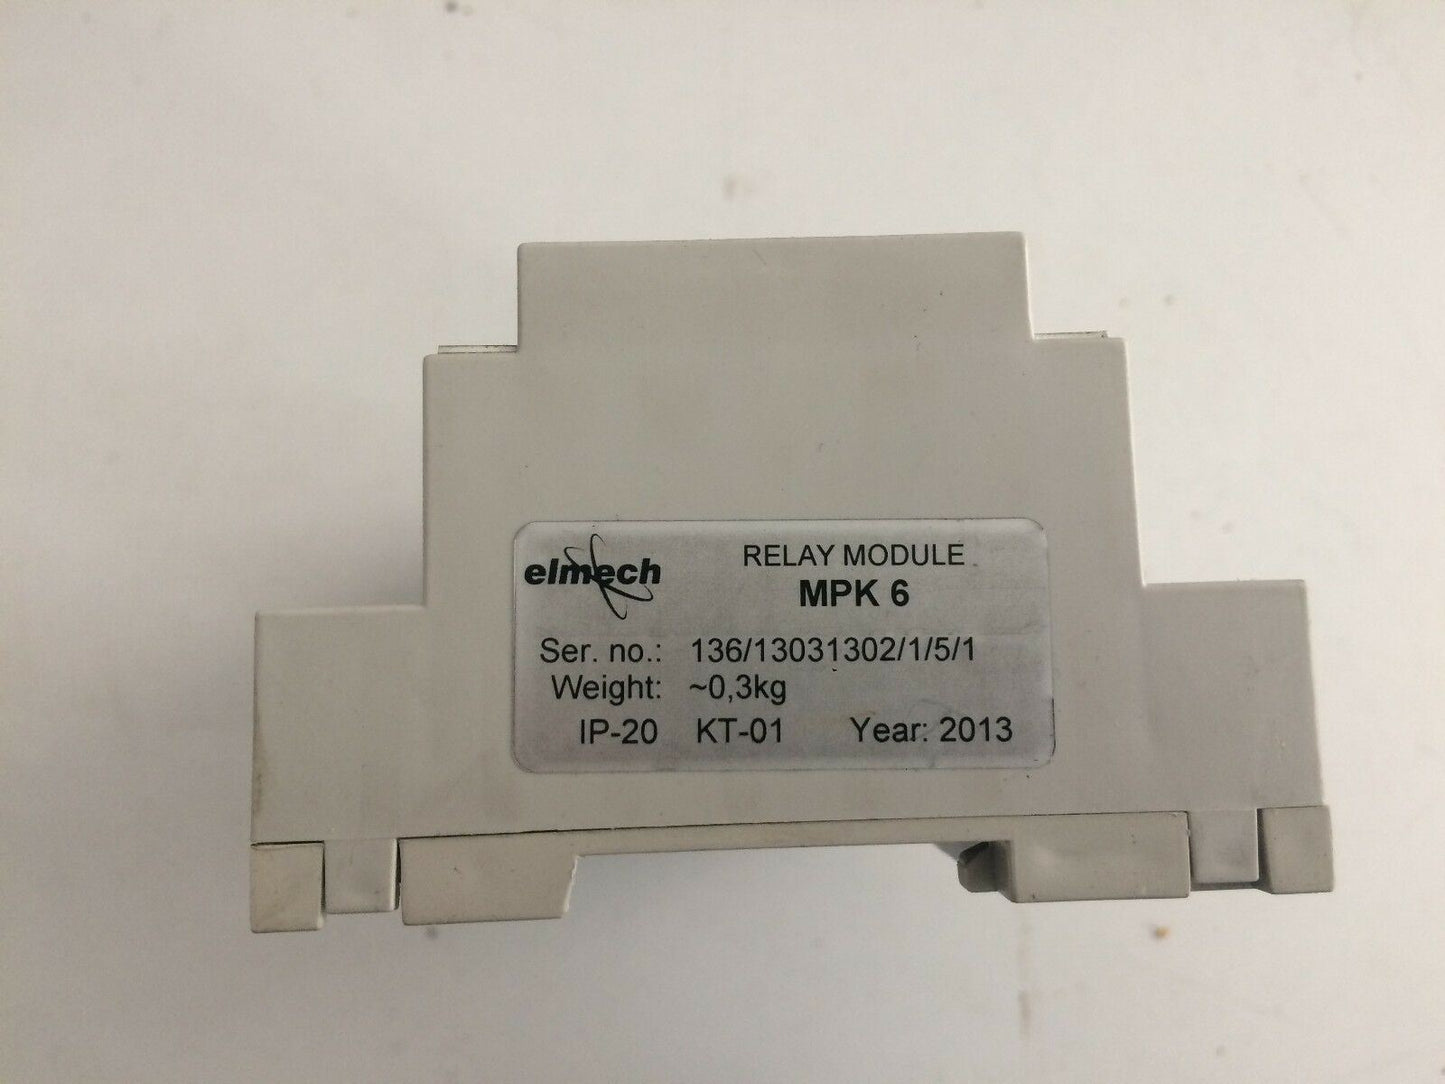 elmech
RELAY MODULE
MPK 6
Ser. no.: 136/13031302/1/5/1
Weight: ~0,3kg
IP-20 KT-01 Year: 2013